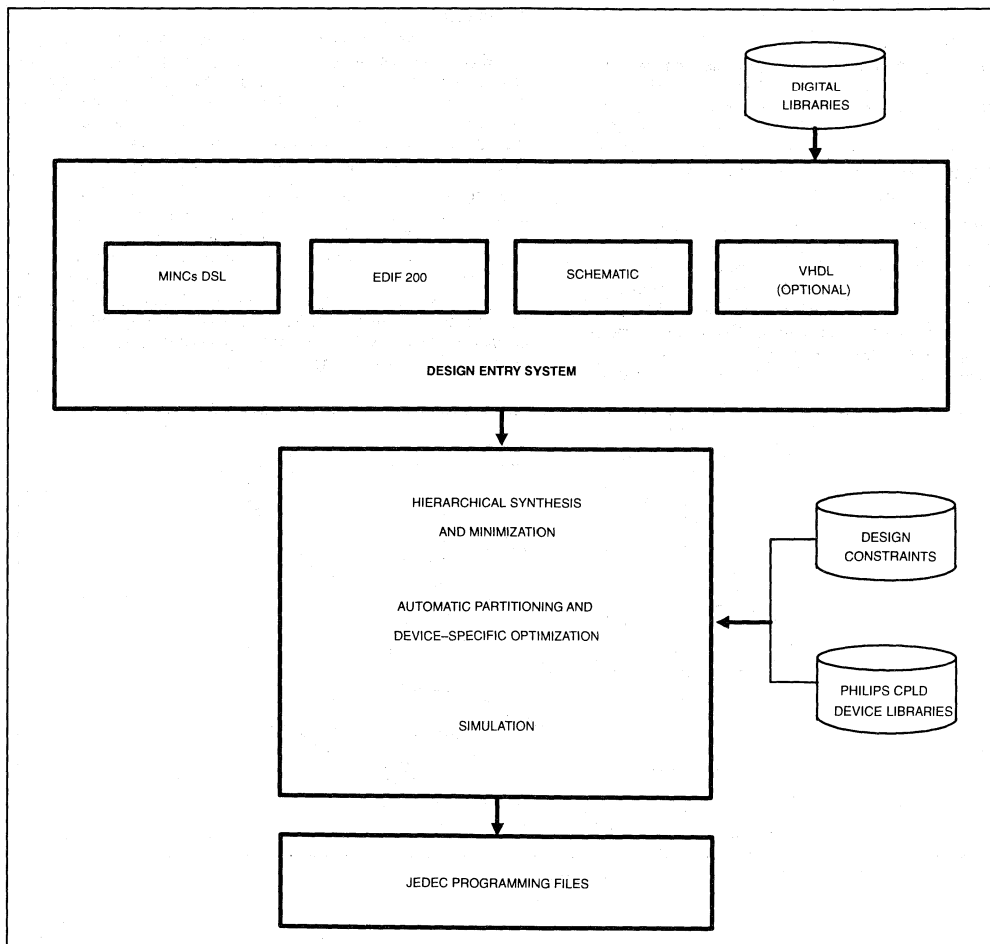 DIGITAL
LIBRARIES
MINCs DSL
EDIF 200
SCHEMATIC
VHDL
(OPTIONAL)
DESIGN ENTRY SYSTEM
HIERARCHICAL SYNTHESIS
AND MINIMIZATION
AUTOMATIC PARTITIONING AND
DEVICE–SPECIFIC OPTIMIZATION
SIMULATION
DESIGN
CONSTRAINTS
PHILIPS CPLD
DEVICE LIBRARIES
JEDEC PROGRAMMING FILES